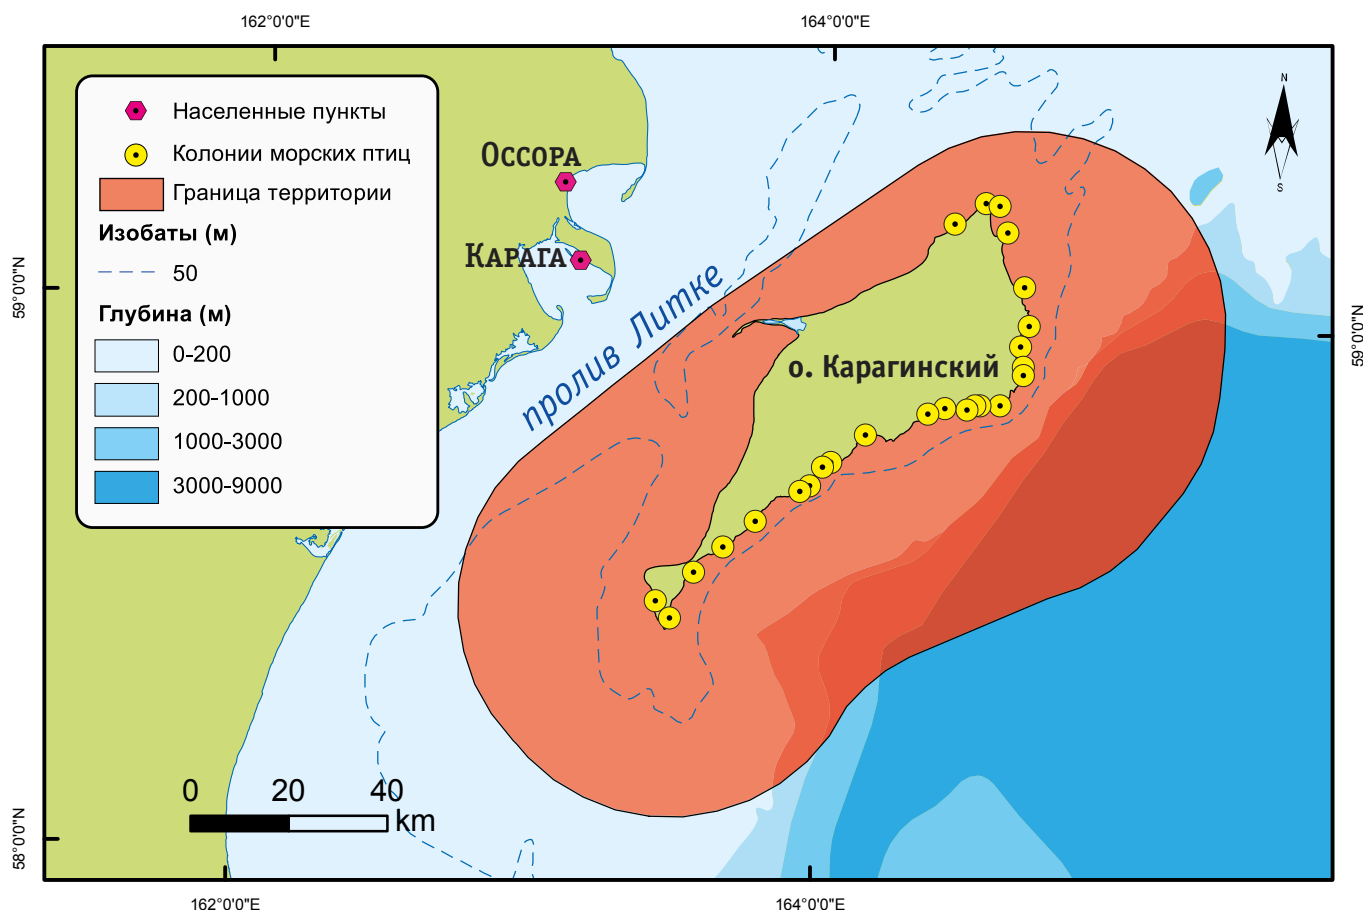 162°0'0"E
164°0'0"E
N
S
Населенные пункты
Колонии морских птиц
Граница территории
Изобаты (м)
50
Глубина (м)
0-200
200-1000
1000-3000
3000-9000
Оссора
Карага
пролив Литке
о. Карагинский
59°0'0"N
59°0'0"N
58°0'0"N
0 20 40
km
162°0'0"E
164°0'0"E